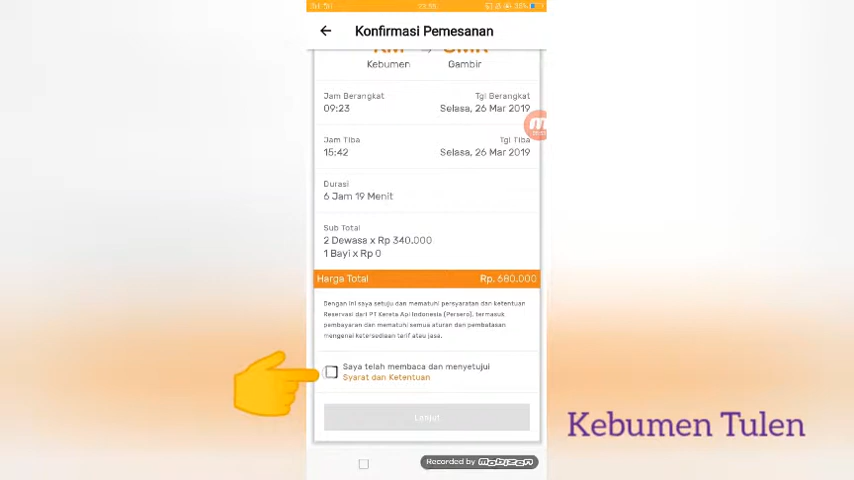 Konfirmasi Pemesanan
KM GMR
Kebumen Gambir
Jam Berangkat Tgl Berangkat
09:23 Selasa, 26 Mar 2019
Jam Tiba Tgl Tiba
15:42 Selasa, 26 Mar 2019
Durasi
6 Jam 19 Menit
Sub Total
2 Dewasa x Rp 340.000
1 Bayi x Rp 0
Harga Total Rp. 680.000
Dengan ini saya setuju dan mematuhi persyaratan dan ketentuan
Reservasi dari PT Kereta Api Indonesia (Persero), termasuk
pembayaran dan mematuhi semua aturan dan pembatasan
mengenai ketersediaan tarif atau jasa.
Saya telah membaca dan menyetujui
Syarat dan Ketentuan
Lanjut
Kebumen Tulen
Recorded by Mobizen